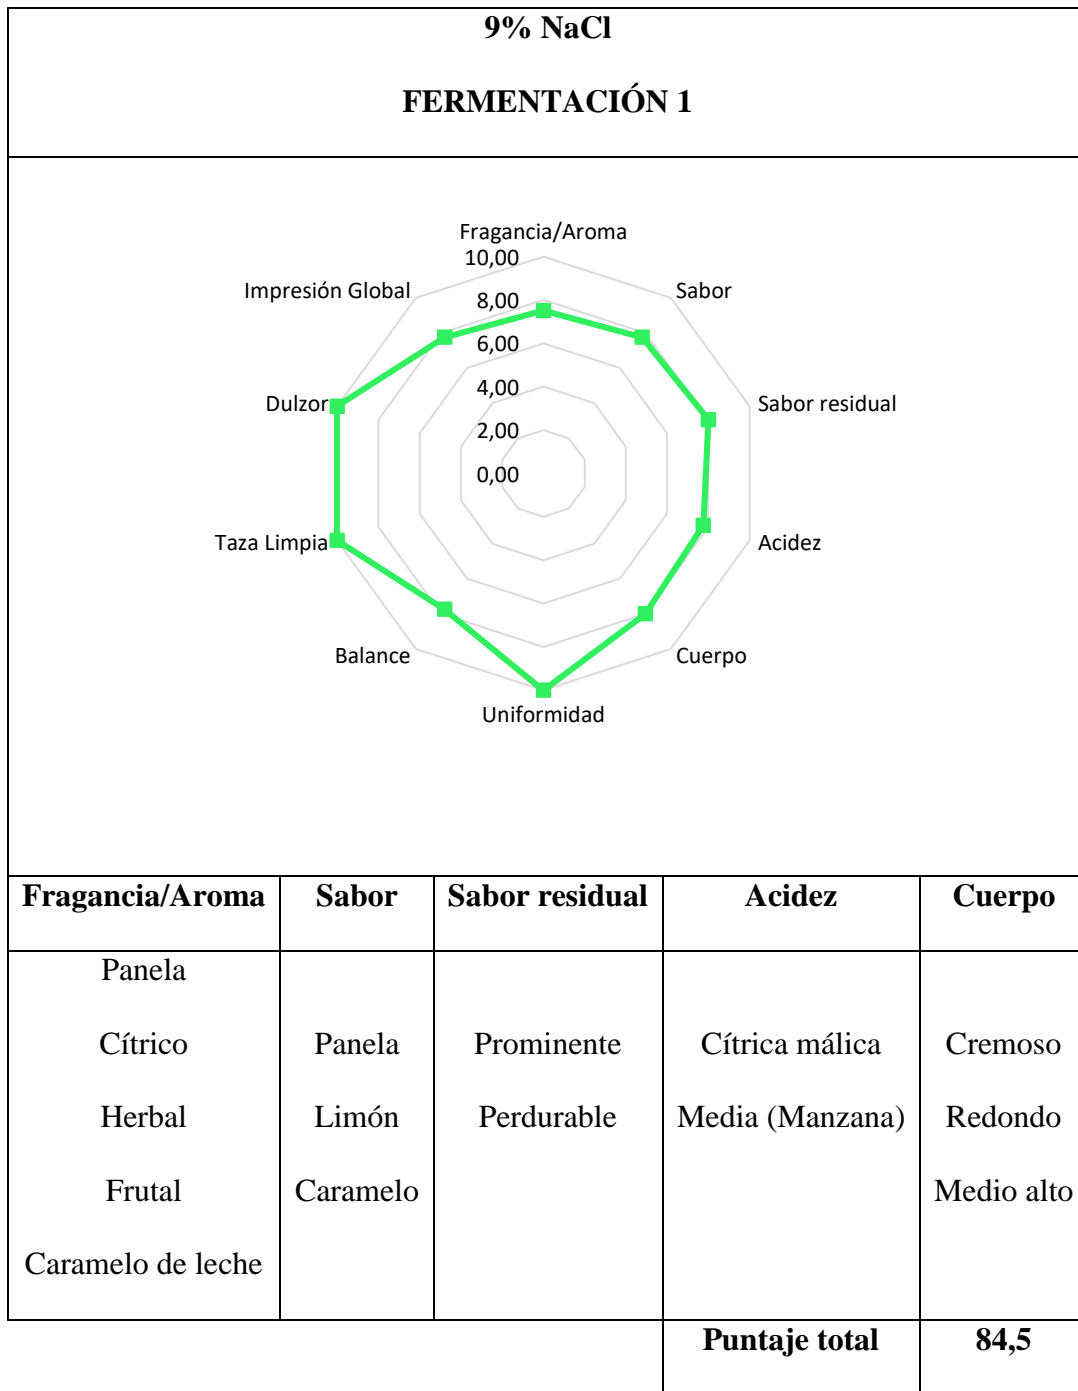 9% NaCl
FERMENTACIÓN 1
Fragancia/Aroma
10,00
Impresión Global
Sabor
8,00
6,00
Dulzor
4,00
Sabor residual
2,00
0,00
Taza Limpia
Acidez
Balance
Cuerpo
Uniformidad
Fragancia/Aroma Sabor Sabor residual Acidez Cuerpo
Panela
Cítrico Panela Prominente Cítrica málica Cremoso
Herbal Limón Perdurable Media (Manzana) Redondo
Frutal Caramelo Medio alto
Caramelo de leche
Puntaje total 84,5